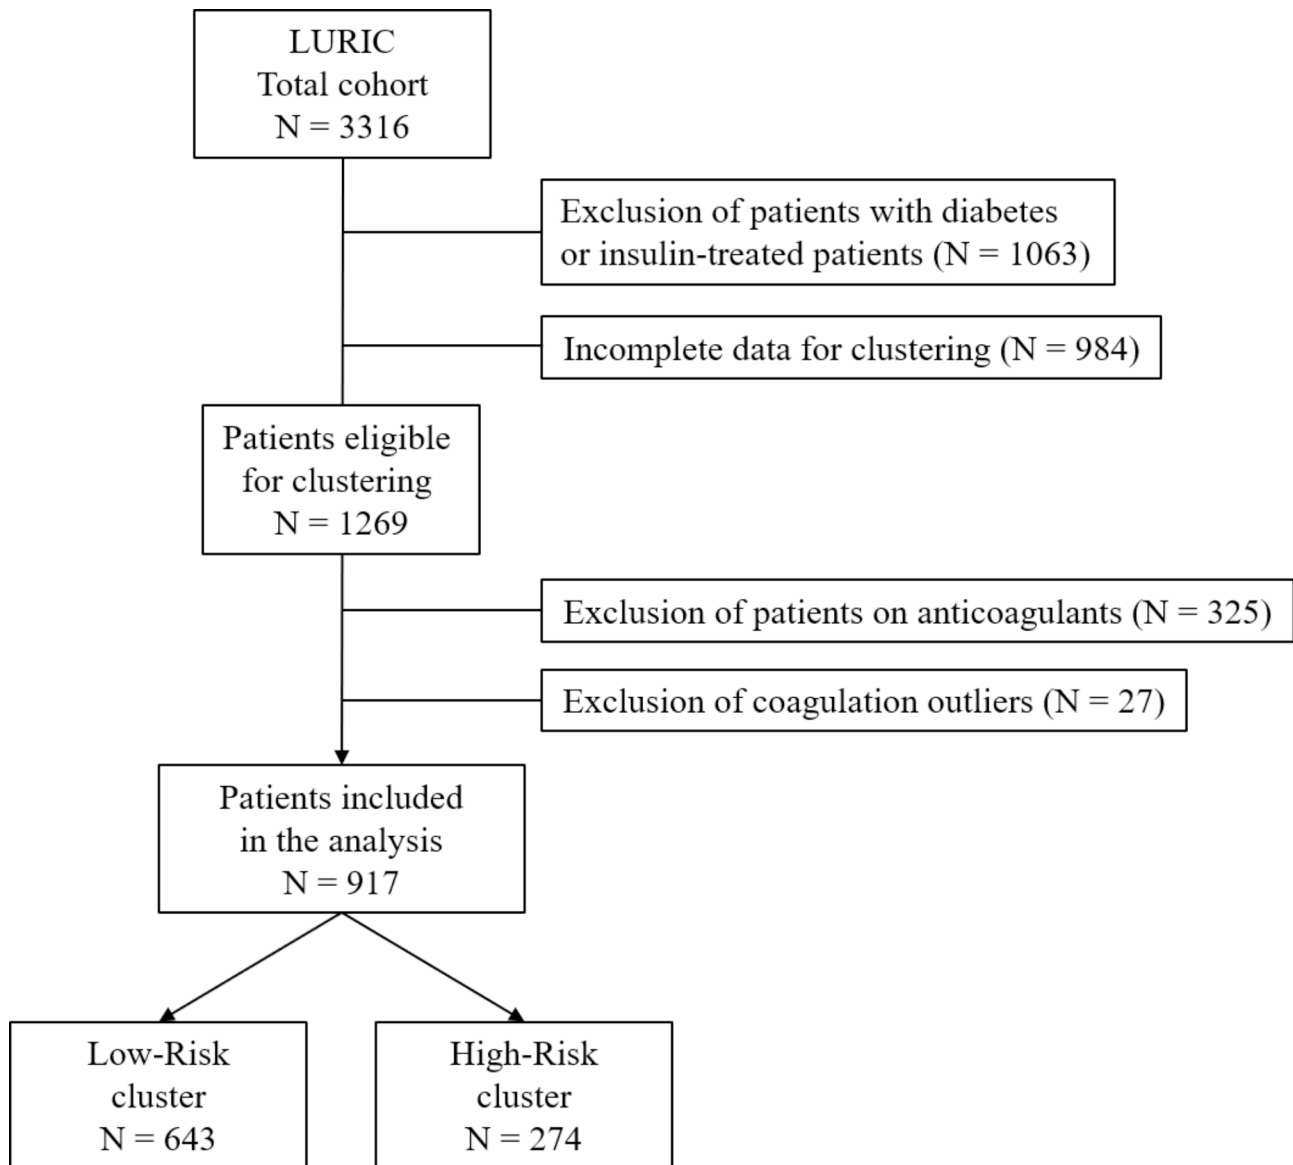 LURIC
Total cohort
N = 3316
Exclusion of patients with diabetes
or insulin-treated patients (N = 1063)
Incomplete data for clustering (N = 984)
Patients eligible
for clustering
N = 1269
Exclusion of patients on anticoagulants (N = 325)
Exclusion of coagulation outliers (N = 27)
Patients included
in the analysis
N = 917
Low-Risk
cluster
N = 643
High-Risk
cluster
N = 274